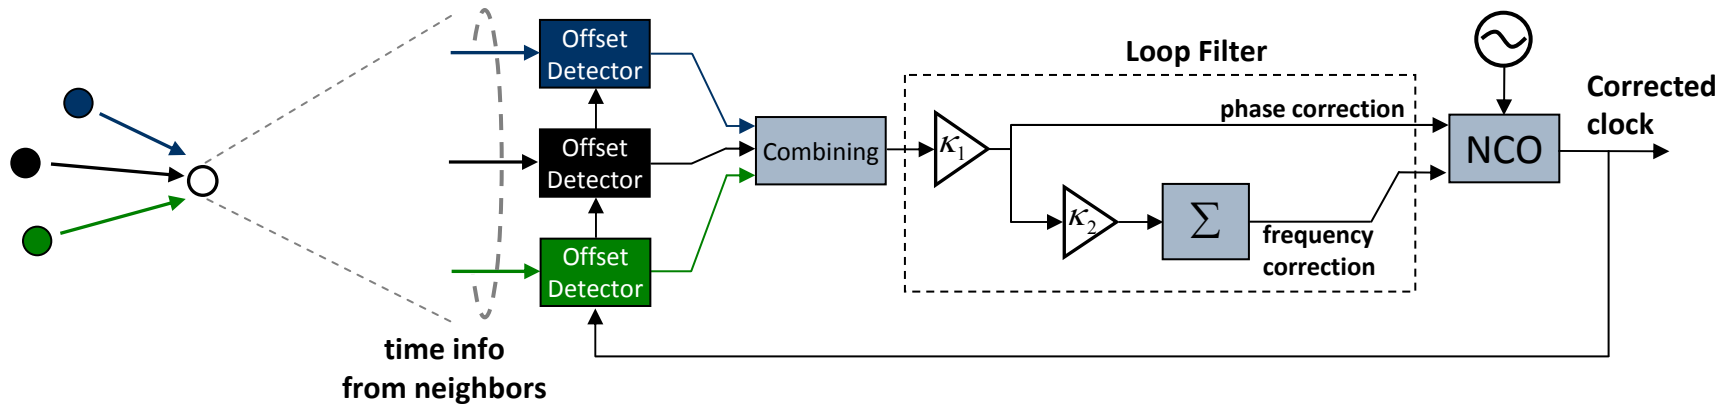 Offset
Detector
Offset
Detector
Offset
Detector
time info
from neighbors
Combining
Loop Filter
κ1
phase correction
κ2
Σ
frequency
correction
NCO
Corrected
clock